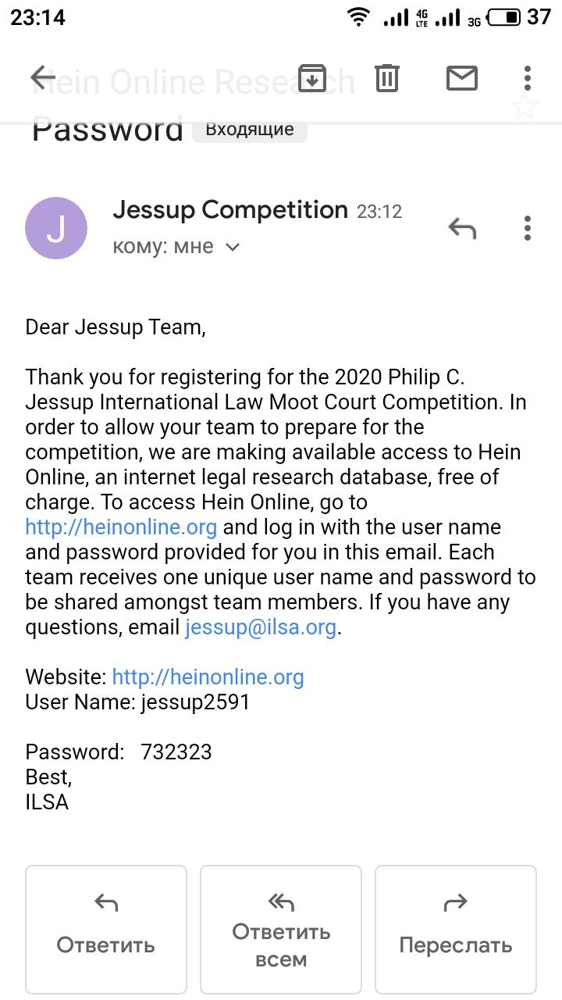 23:14
4G
LTE
3G
37
Hein Online Research
Password Входящие
J
Jessup Competition 23:12
кому: мне
Dear Jessup Team,
Thank you for registering for the 2020 Philip C.
Jessup International Law Moot Court Competition. In
order to allow your team to prepare for the
competition, we are making available access to Hein
Online, an internet legal research database, free of
charge. To access Hein Online, go to
http://heinonline.org and log in with the user name
and password provided for you in this email. Each
team receives one unique user name and password to
be shared amongst team members. If you have any
questions, email jessup@ilsa.org.
Website: http://heinonline.org
User Name: jessup2591
Password: 732323
Best,
ILSA
Ответить
Ответить
всем
Переслать